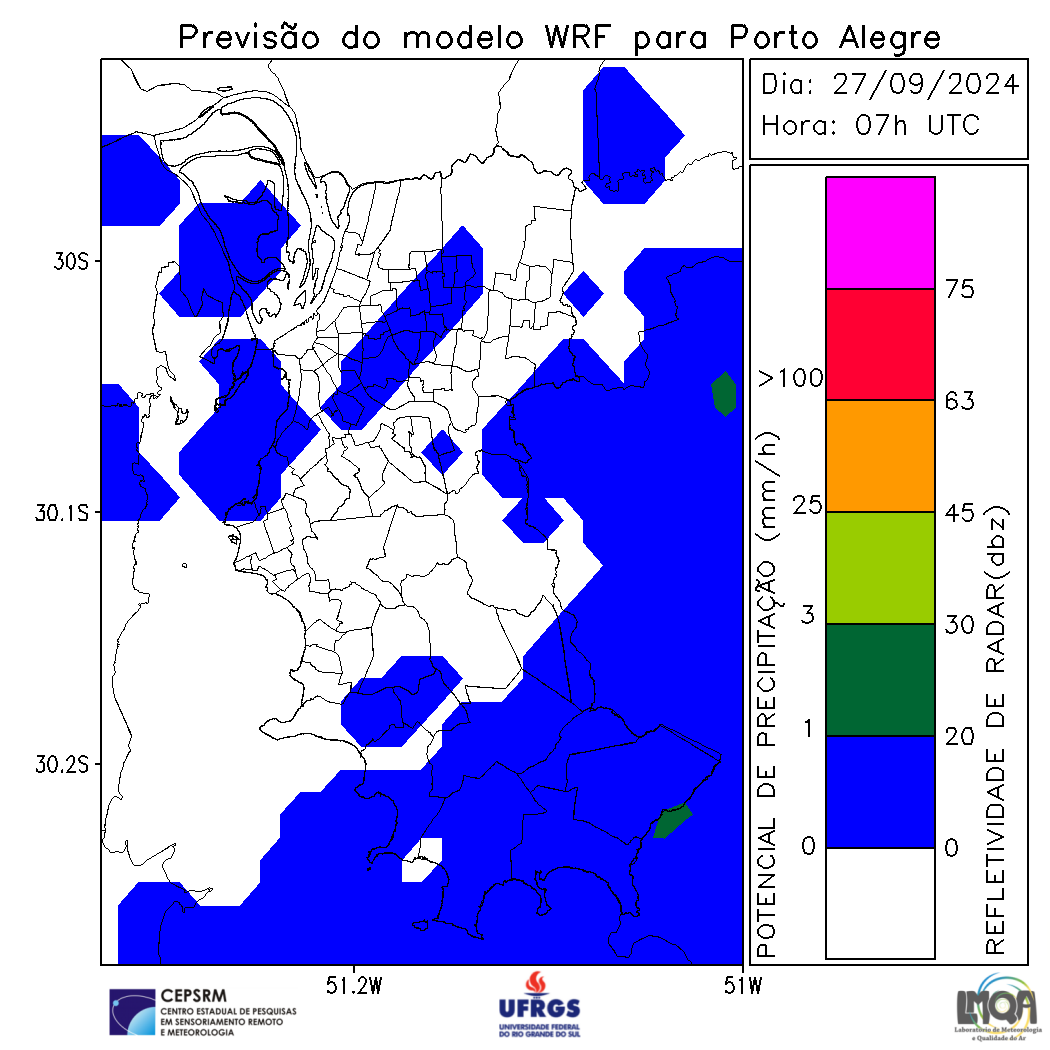 Previsão do modelo WRF para Porto Alegre
Dia: 27/09/2024
Hora: 07h UTC
30S
30.1S
30.2S
51.2W
51W
POTENCIAL DE PRECIPITAÇÃO (mm/h)
>100
25
3
1
0
75
63
45
30
20
0
REFLETIVIDADE DE RADAR(dbz)
CEPSRM
CENTRO ESTADUAL DE PESQUISAS
EM SENSORIAMENTO REMOTO
E METEOROLOGIA
UFRGS
UNIVERSIDADE FEDERAL
DO RIO GRANDE DO SUL
LMQA
Laboratório de Meteorologia
e Qualidade do Ar